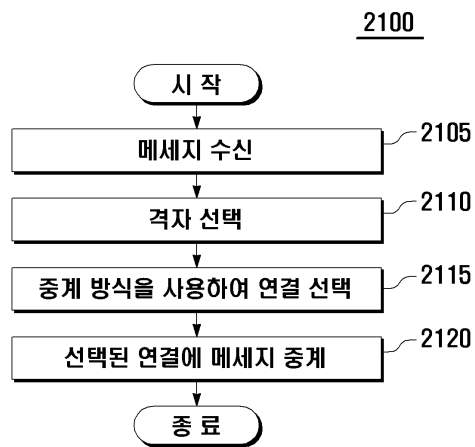 2100
시 작
메세지 수신
2105
격자 선택
2110
중계 방식을 사용하여 연결 선택
2115
선택된 연결에 메세지 중계
2120
종 료